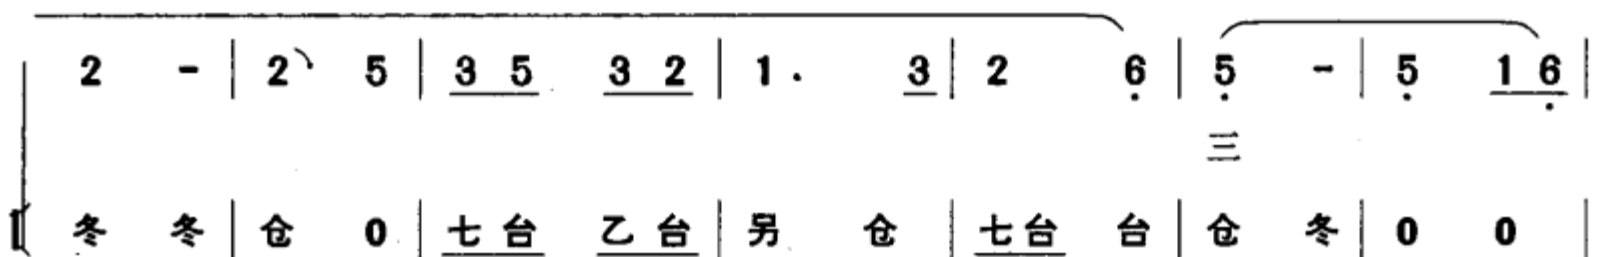 2 - | 2 5 | 3 5 3 2 | 1 . 3 | 2 6 | 5 - | 5 1 6 |
三
冬 冬 | 仓 0 | 七 台 乙 台 | 另 仓 | 七 台 台 | 仓 冬 | 0 0 |